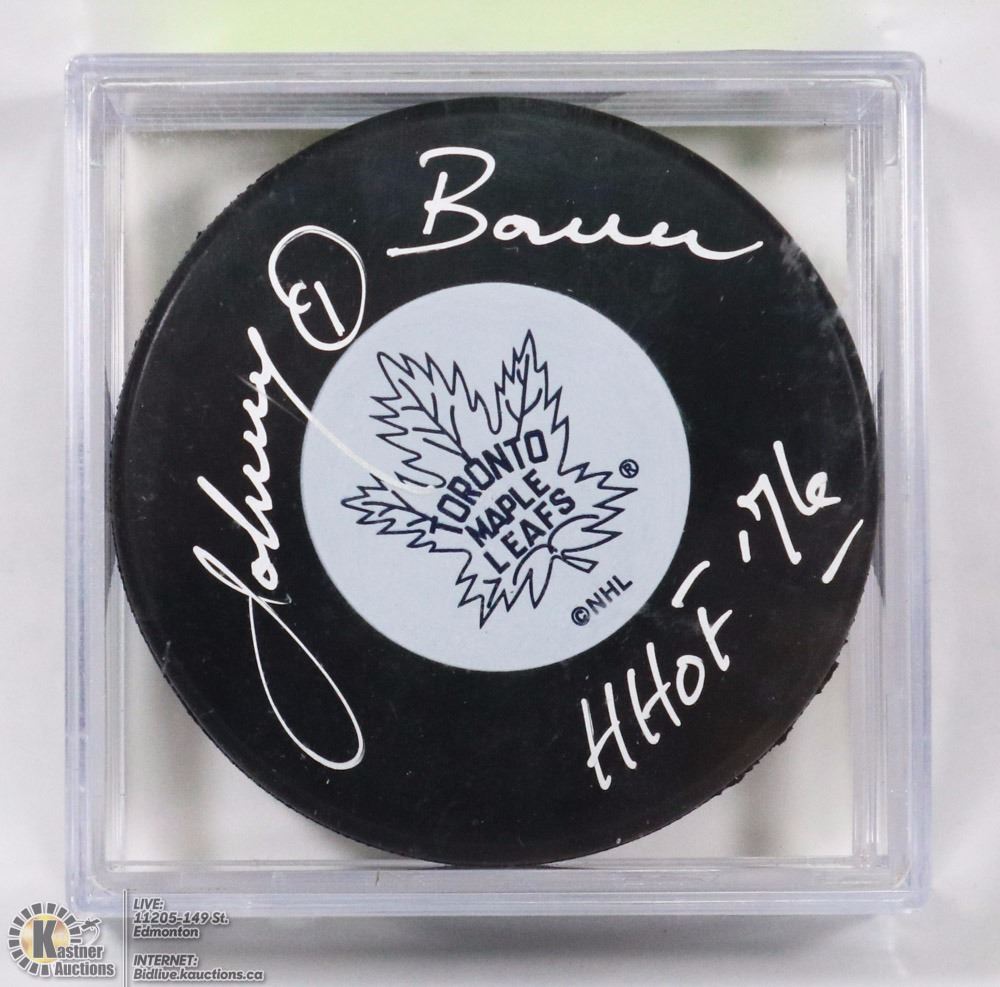 Johnny Bower
1
TORONTO
MAPLE
LEAFS
®
©NHL
HHOF '76
Kastner
Auctions
LIVE:
11205-149 St.
Edmonton
INTERNET:
Bidlive.kauctions.ca